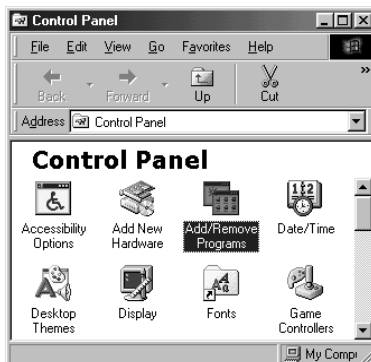 Control Panel
File Edit View Go Favorites Help
Back Forward Up Cut »
Address Control Panel
Control Panel
Accessibility Options
Add New Hardware
Add/Remove Programs
Date/Time
Desktop Themes
Display
Fonts
Game Controllers
My Comp